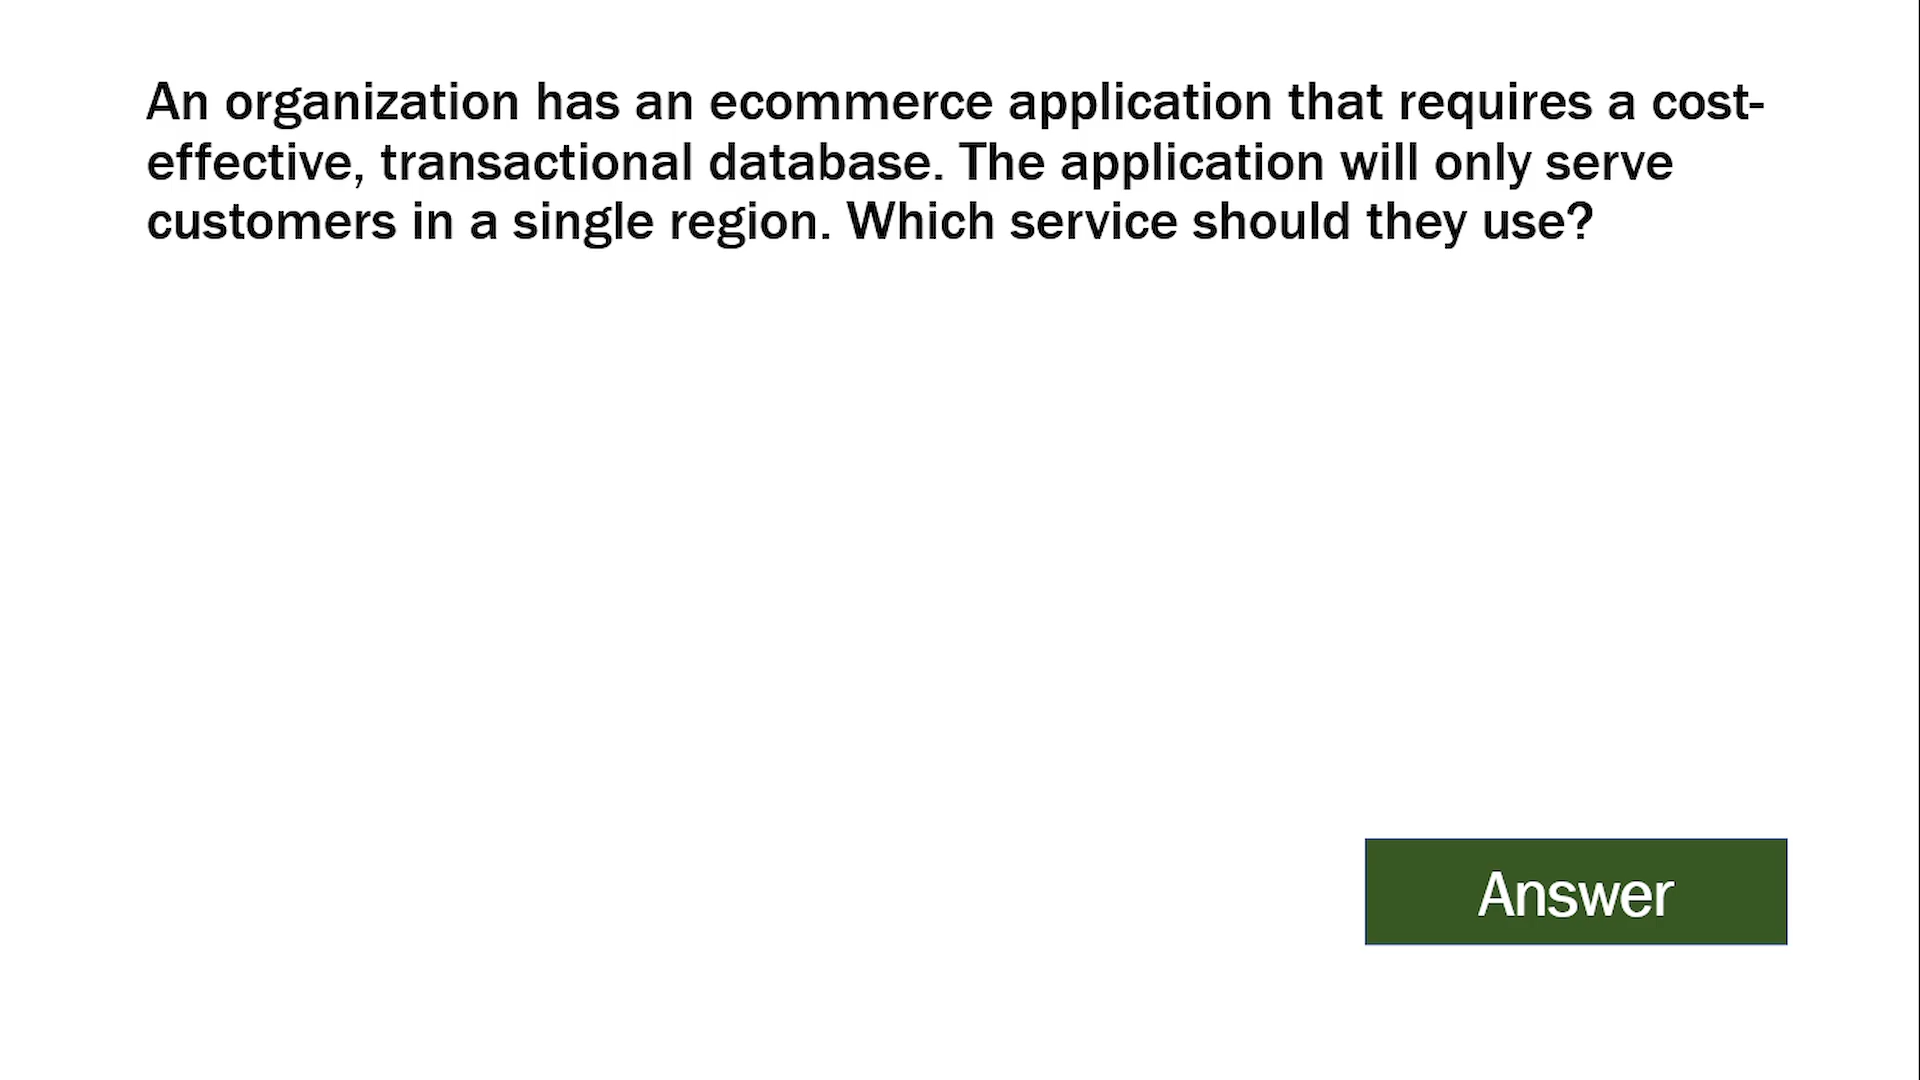 An organization has an ecommerce application that requires a cost-
effective, transactional database. The application will only serve
customers in a single region. Which service should they use?
Answer